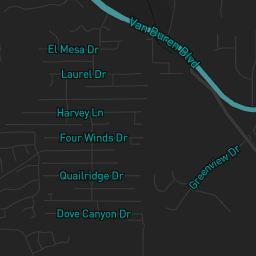 Van Buren Blvd
El Mesa Dr
Laurel Dr
Harvey Ln
Four Winds Dr
Greenview Dr
Quailridge Dr
Dove Canyon Dr